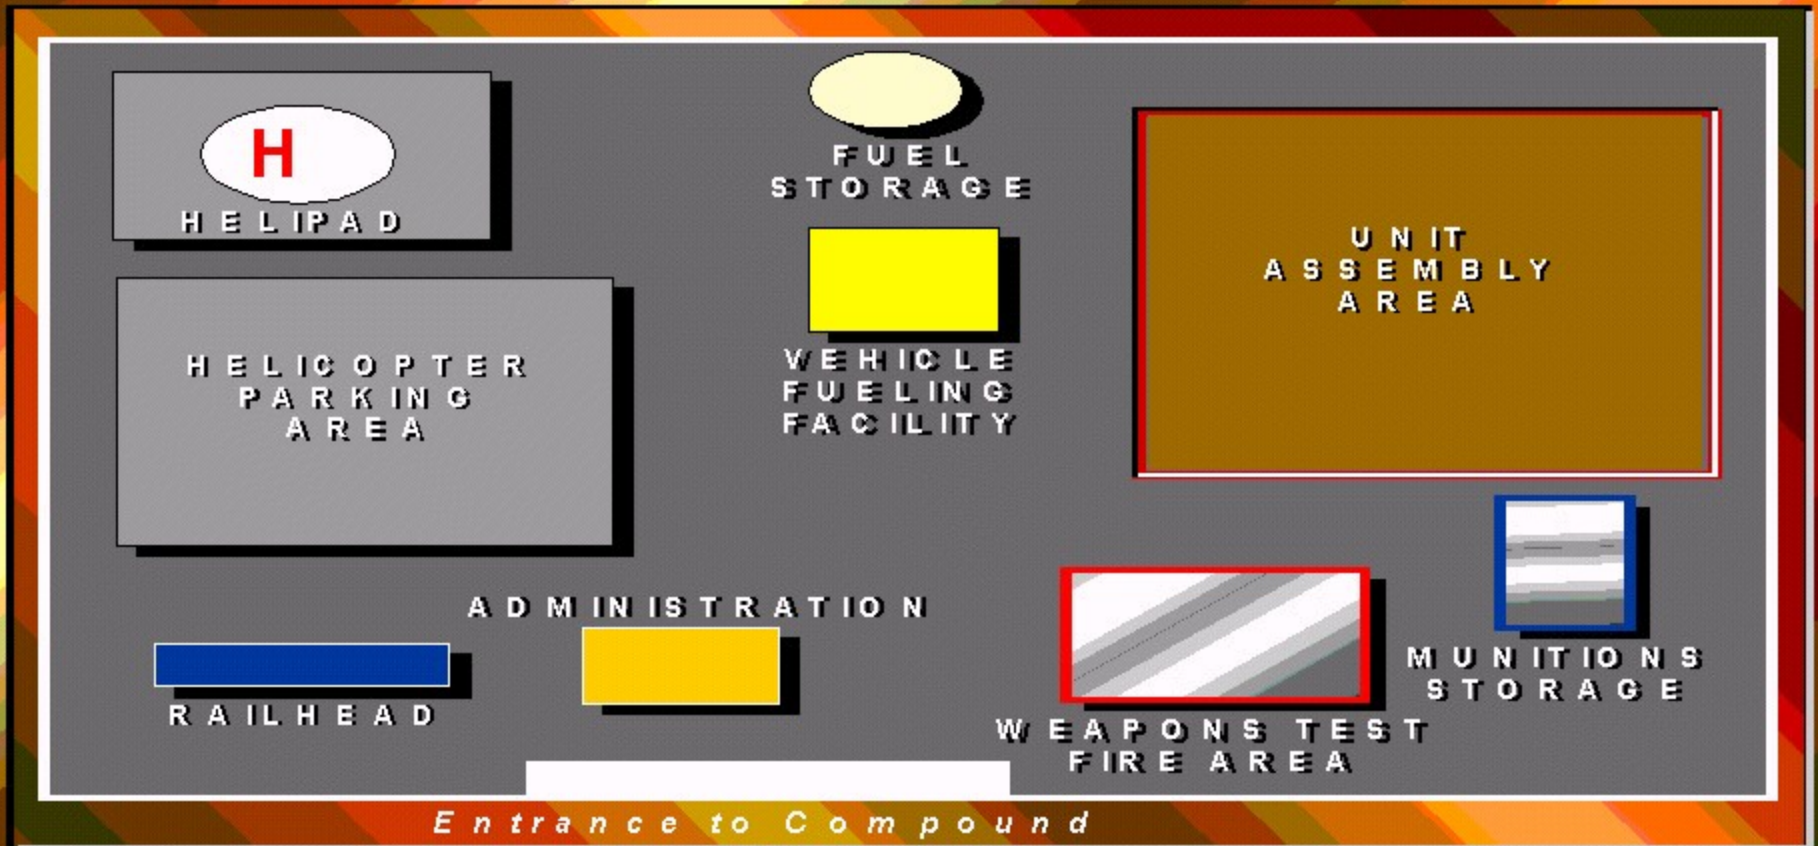 H
HELIPAD
HELICOPTER
PARKING
AREA
FUEL
STORAGE
VEHICLE
FUELING
FACILITY
UNIT
ASSEMBLY
AREA
ADMINISTRATION
RAILHEAD
MUNITIONS
STORAGE
WEAPONS TEST
FIRE AREA
Entrance to Compound